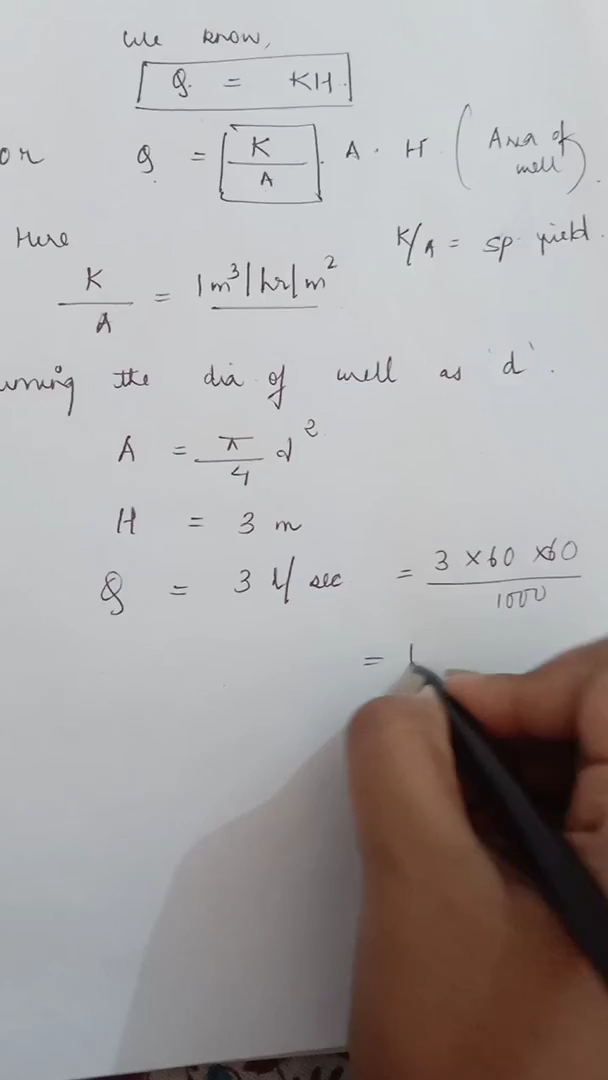 We know,
Q = KH
or Q = K/A . A . H (Area of well).
Here K/A = sp. yield.
K/A = 1 m³/hr/m²
the dia of well as 'd'.
A = π/4 d²
H = 3 m
Q = 3 l/sec = 3 × 60 × 60 / 1000
= 1